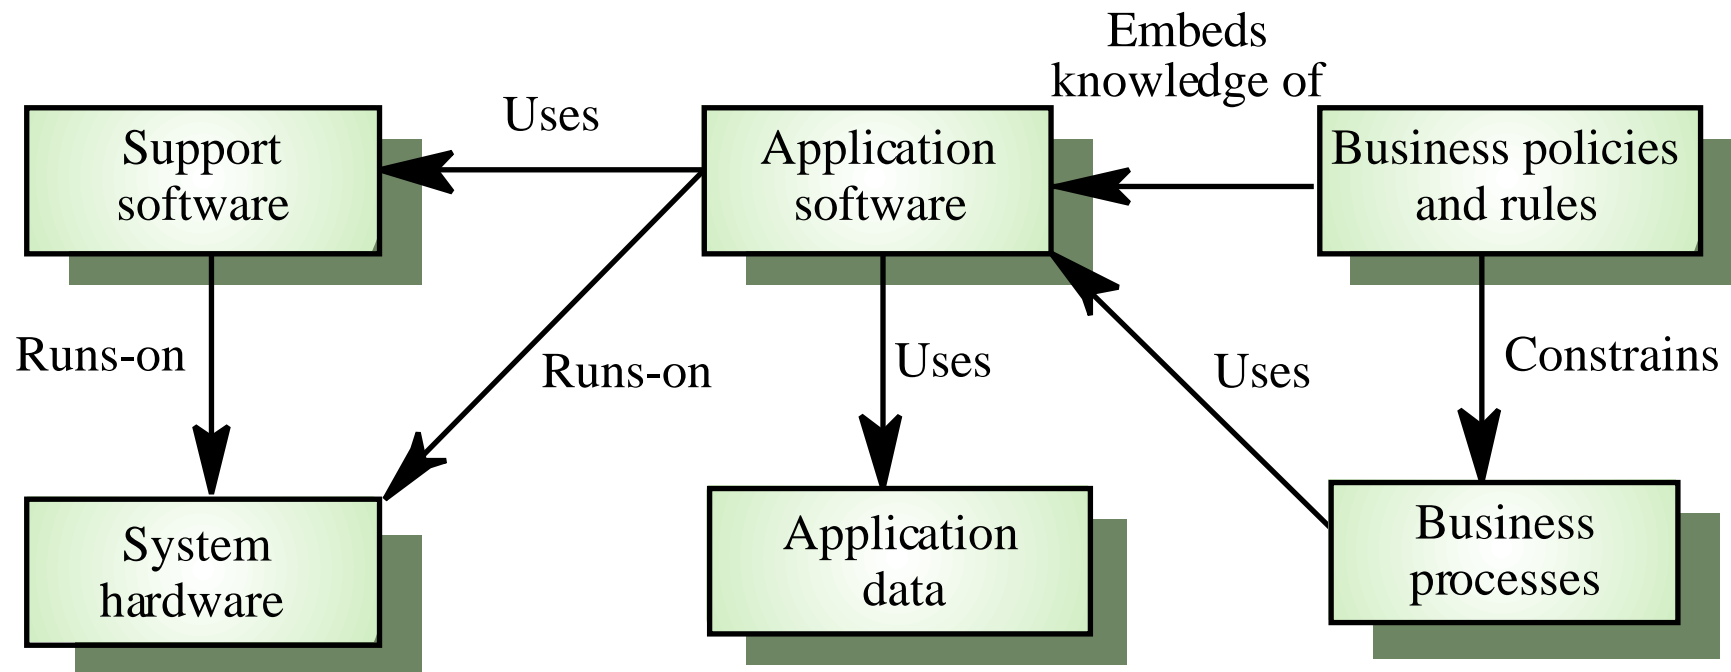 Embeds
knowledge of
Uses
Support
software
Application
software
Business policies
and rules
Runs-on
Runs-on
Uses
Uses
Constrains
System
hardware
Application
data
Business
processes